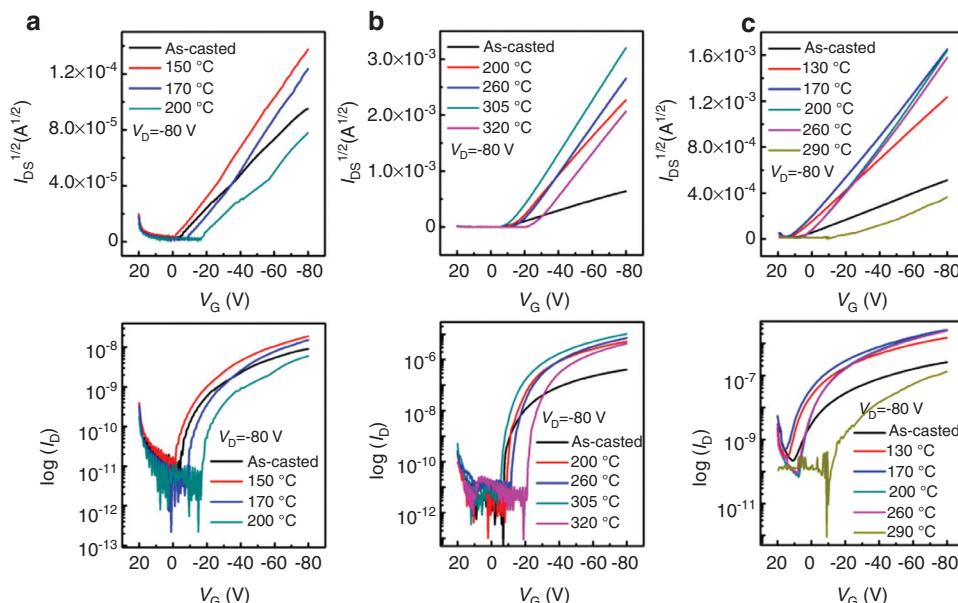 a
As-casted
150 °C
170 °C
200 °C
V_D=-80 V
I_DS^1/2(A^1/2)
1.2×10⁻⁴
8.0×10⁻⁵
4.0×10⁻⁵
0
20 0 -20 -40 -60 -80
V_G (V)
b
As-casted
200 °C
260 °C
305 °C
320 °C
V_D=-80 V
I_DS^1/2(A^1/2)
4.0×10⁻³
3.0×10⁻³
2.0×10⁻³
1.0×10⁻³
0
20 0 -20 -40 -60 -80
V_G (V)
c
As-casted
130 °C
170 °C
200 °C
260 °C
290 °C
V_D=-80 V
I_DS^1/2(A^1/2)
1.6×10⁻³
1.2×10⁻³
8.0×10⁻⁴
4.0×10⁻⁴
0
20 0 -20 -40 -60 -80
V_G (V)
log (I_D)
10⁻⁸
10⁻⁹
10⁻¹⁰
10⁻¹¹
10⁻¹²
10⁻¹³
V_D=-80 V
As-casted
150 °C
170 °C
200 °C
20 0 -20 -40 -60 -80
V_G (V)
log (I_D)
10⁻⁶
10⁻⁸
10⁻¹⁰
10⁻¹²
V_D=-80 V
As-casted
200 °C
260 °C
305 °C
320 °C
20 0 -20 -40 -60 -80
V_G (V)
log (I_D)
10⁻⁷
10⁻⁹
10⁻¹¹
V_D=-80 V
As-casted
130 °C
170 °C
200 °C
260 °C
290 °C
20 0 -20 -40 -60 -80
V_G (V)